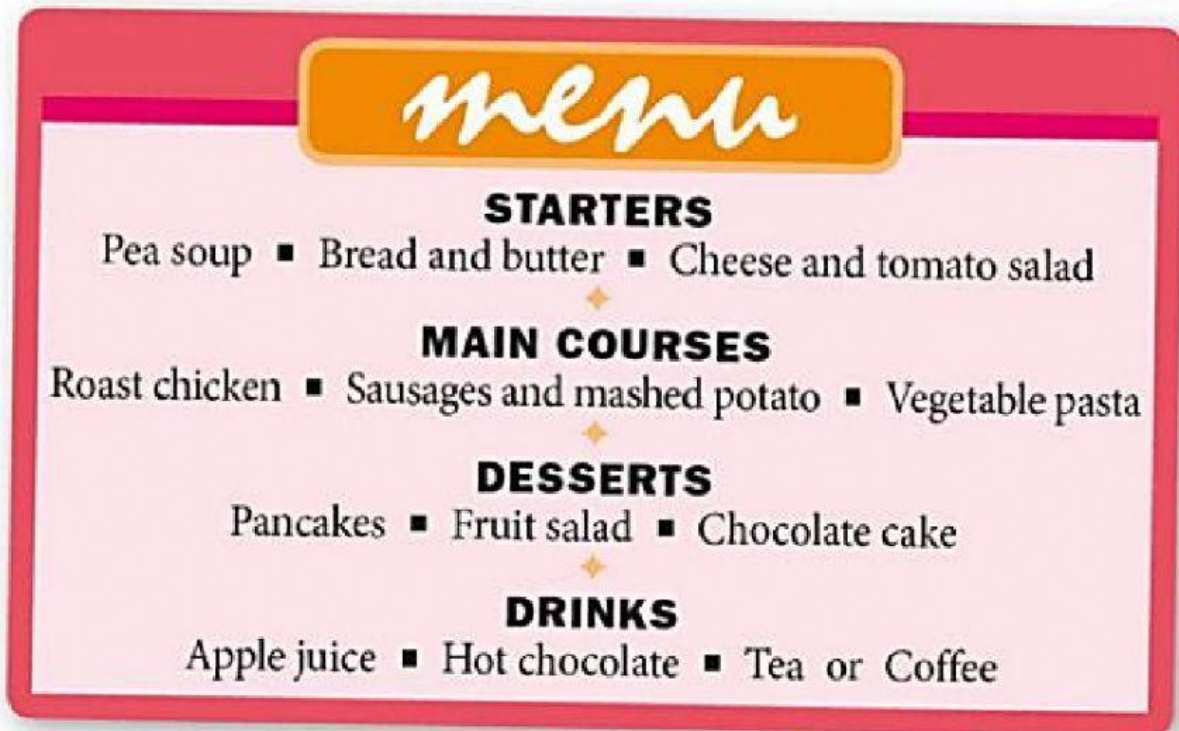 menu
STARTERS
Pea soup ▪ Bread and butter ▪ Cheese and tomato salad
MAIN COURSES
Roast chicken ▪ Sausages and mashed potato ▪ Vegetable pasta
DESSERTS
Pancakes ▪ Fruit salad ▪ Chocolate cake
DRINKS
Apple juice ▪ Hot chocolate ▪ Tea or Coffee